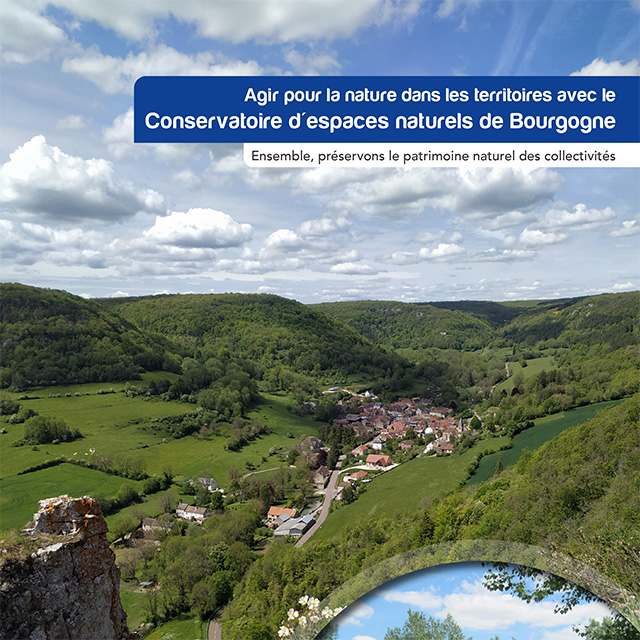 Agir pour la nature dans les territoires avec le
Conservatoire d´espaces naturels de Bourgogne
Ensemble, préservons le patrimoine naturel des collectivités